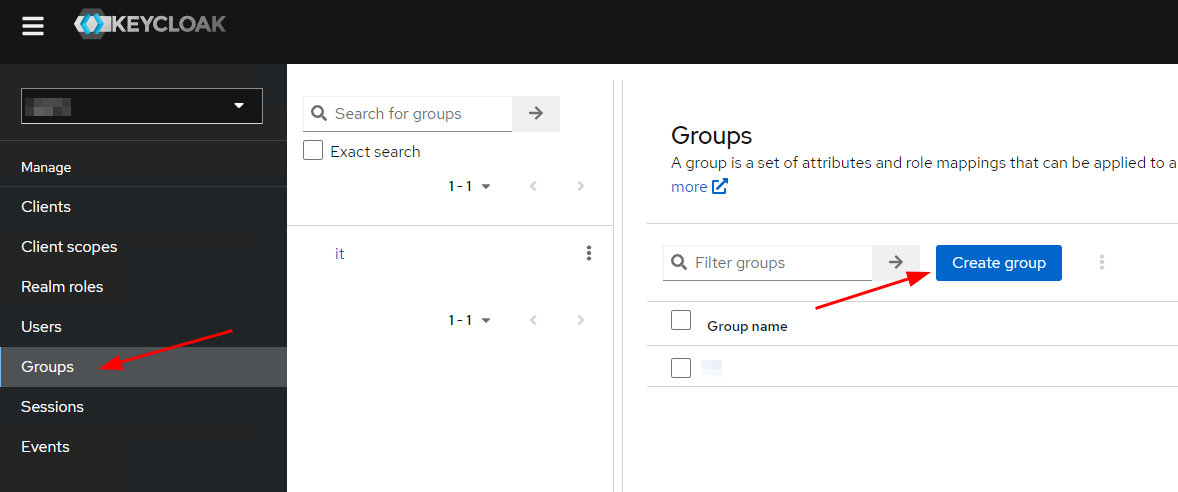 KEYCLOAK
Manage
Clients
Client scopes
Realm roles
Users
Groups
Sessions
Events
Search for groups
Exact search
1 - 1
it
1 - 1
Groups
A group is a set of attributes and role mappings that can be applied to a
more
Filter groups
Create group
Group name